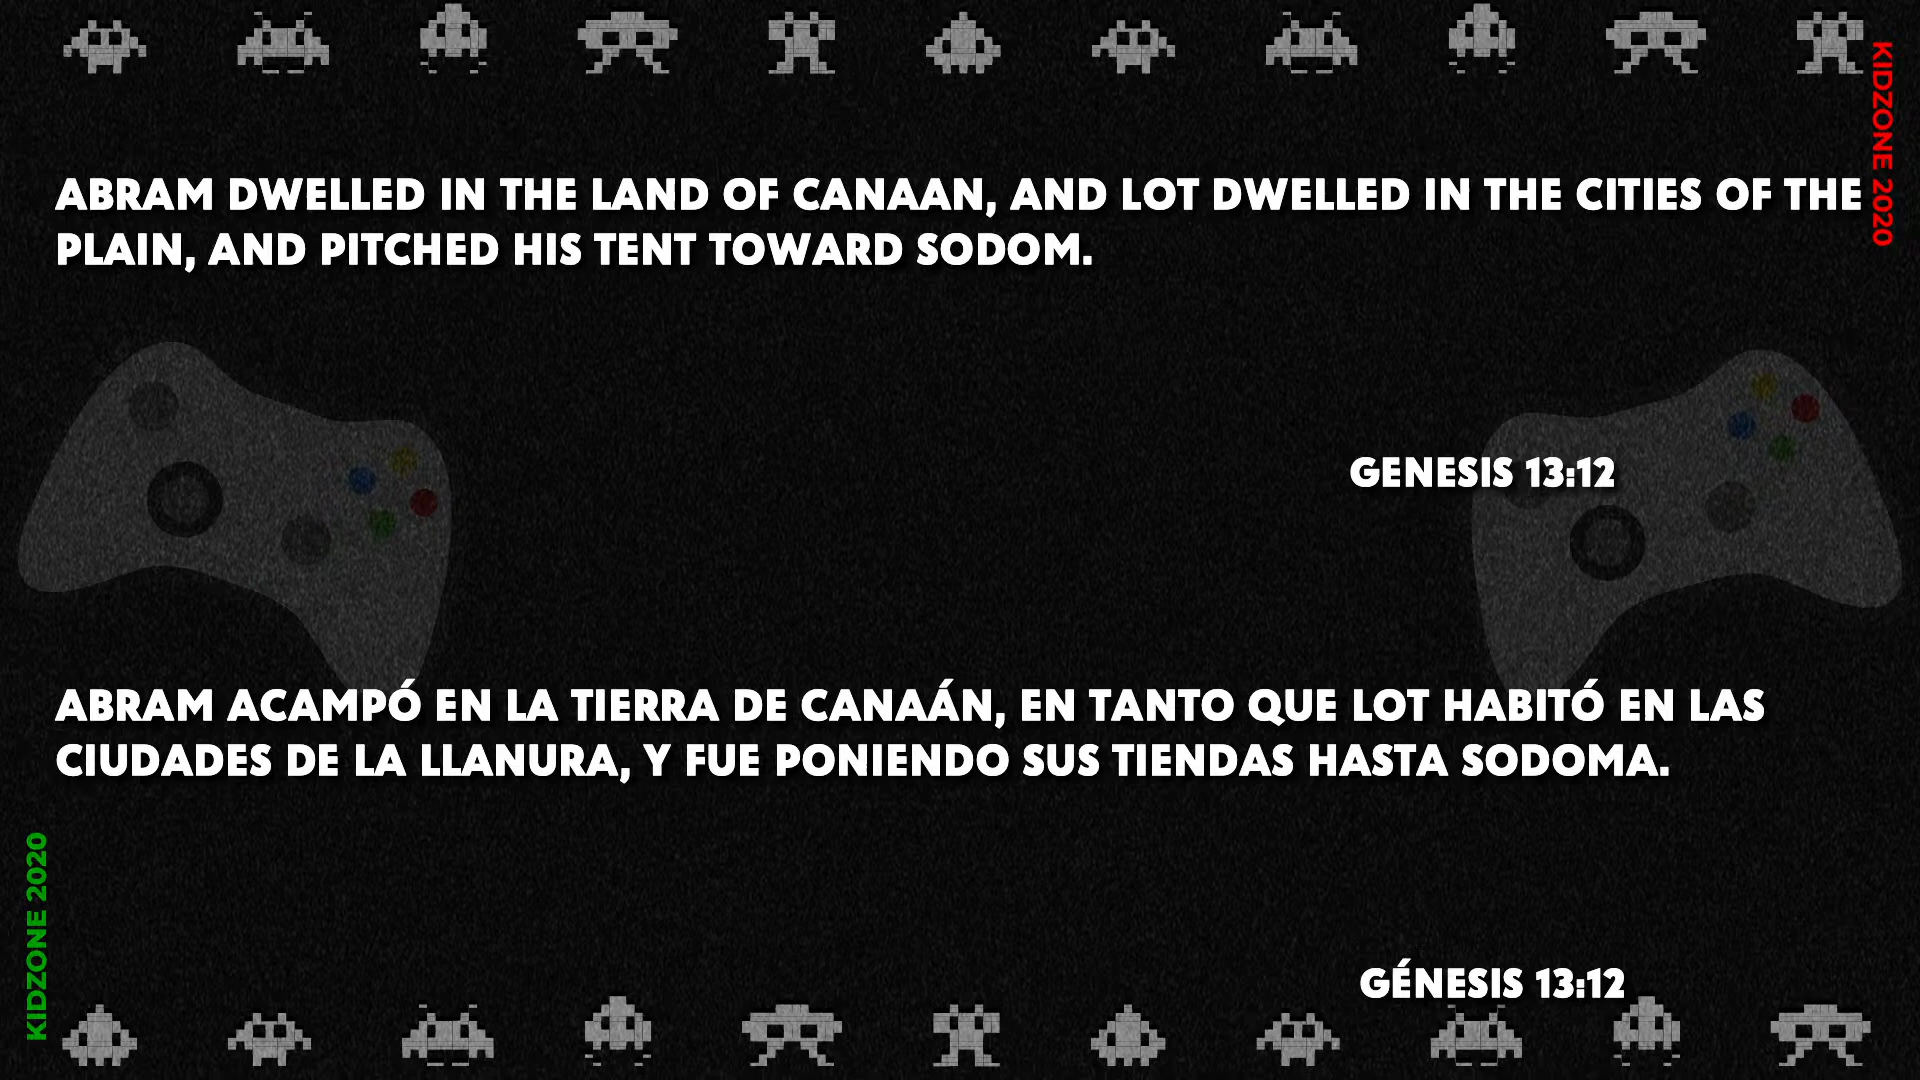 KIDZONE 2020
ABRAM DWELLED IN THE LAND OF CANAAN, AND LOT DWELLED IN THE CITIES OF THE
PLAIN, AND PITCHED HIS TENT TOWARD SODOM.
GENESIS 13:12
ABRAM ACAMPÓ EN LA TIERRA DE CANAÁN, EN TANTO QUE LOT HABITÓ EN LAS
CIUDADES DE LA LLANURA, Y FUE PONIENDO SUS TIENDAS HASTA SODOMA.
KIDZONE 2020
GÉNESIS 13:12